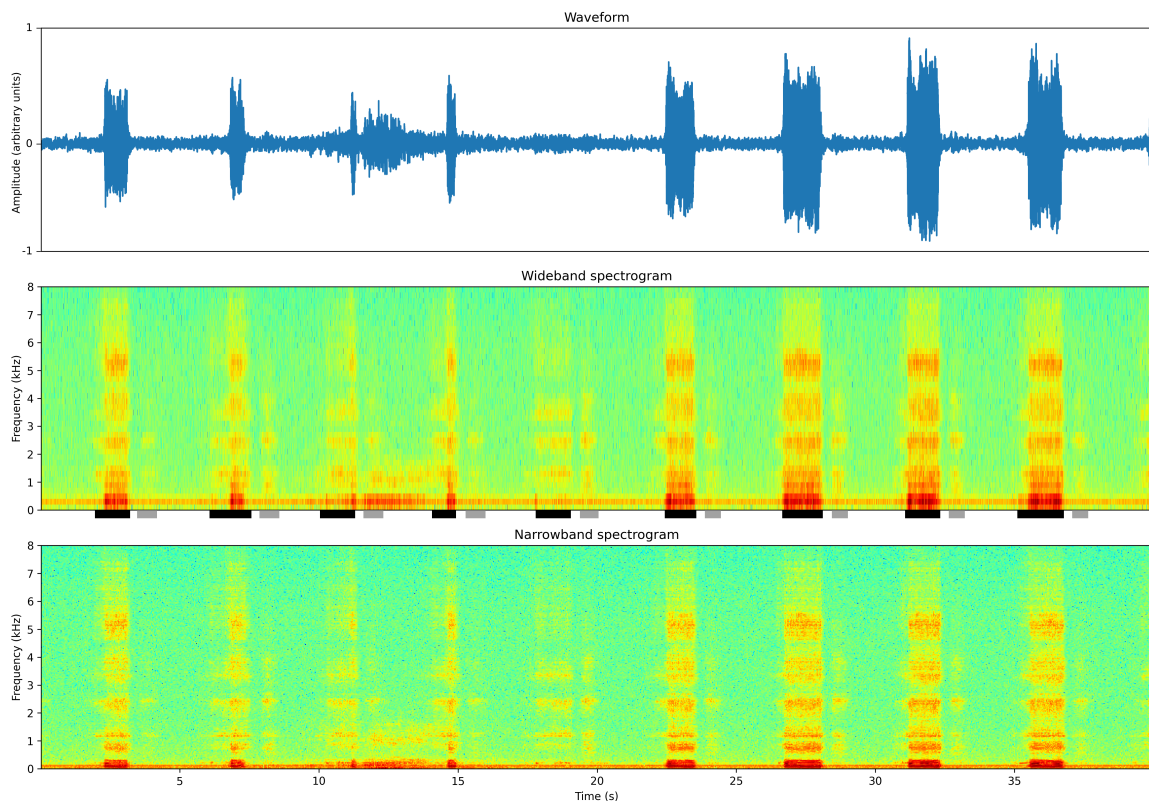 Waveform
1
0
-1
Amplitude (arbitrary units)
Wideband spectrogram
8
7
6
5
4
3
2
1
0
Frequency (kHz)
Narrowband spectrogram
8
7
6
5
4
3
2
1
0
Frequency (kHz)
5 10 15 20 25 30 35
Time (s)